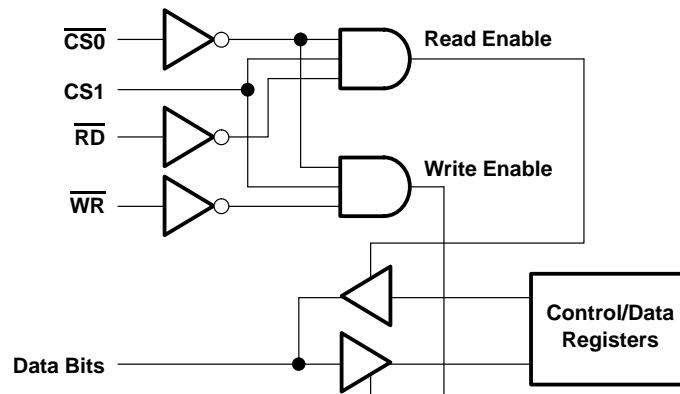 CS0
Read Enable
CS1
RD
Write Enable
WR
Control/Data
Registers
Data Bits